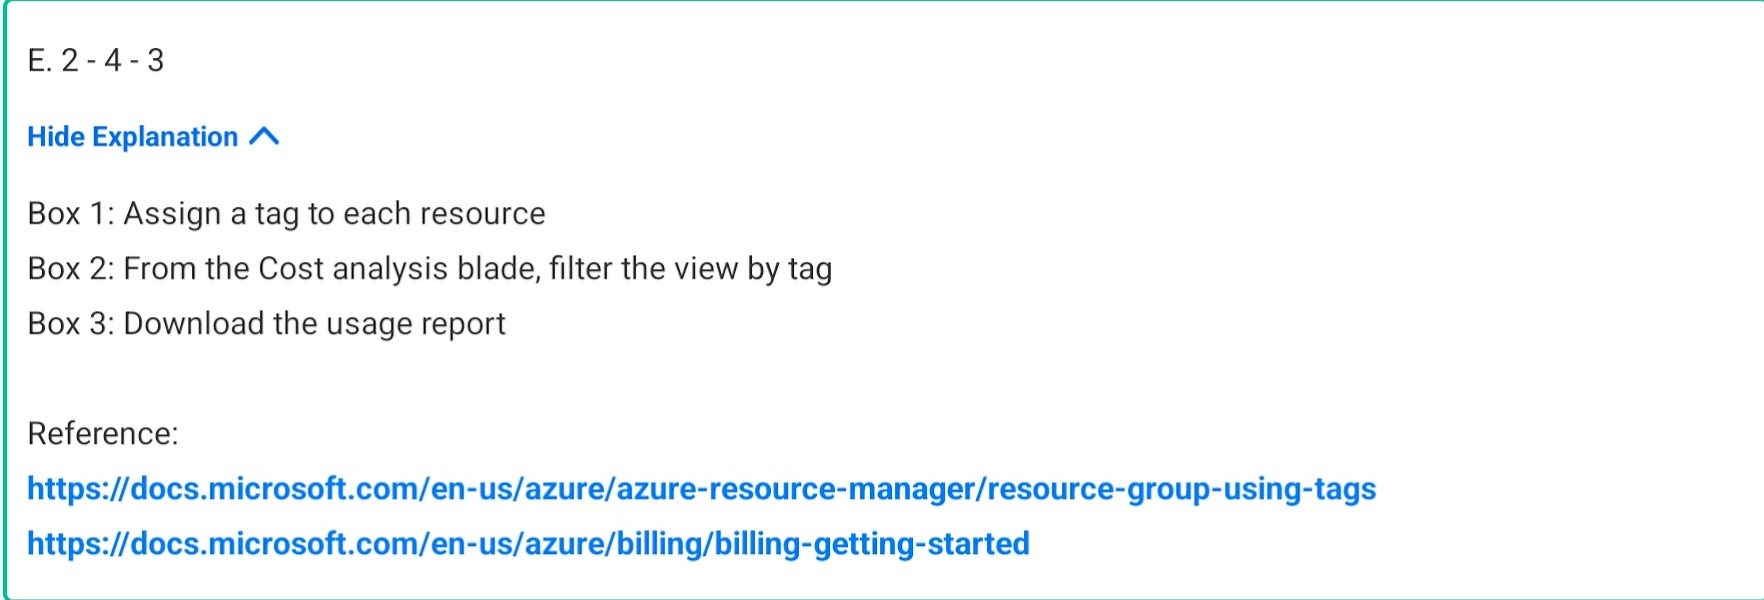 E. 2 - 4 - 3
Hide Explanation
Box 1: Assign a tag to each resource
Box 2: From the Cost analysis blade, filter the view by tag
Box 3: Download the usage report
Reference:
https://docs.microsoft.com/en-us/azure/azure-resource-manager/resource-group-using-tags
https://docs.microsoft.com/en-us/azure/billing/billing-getting-started